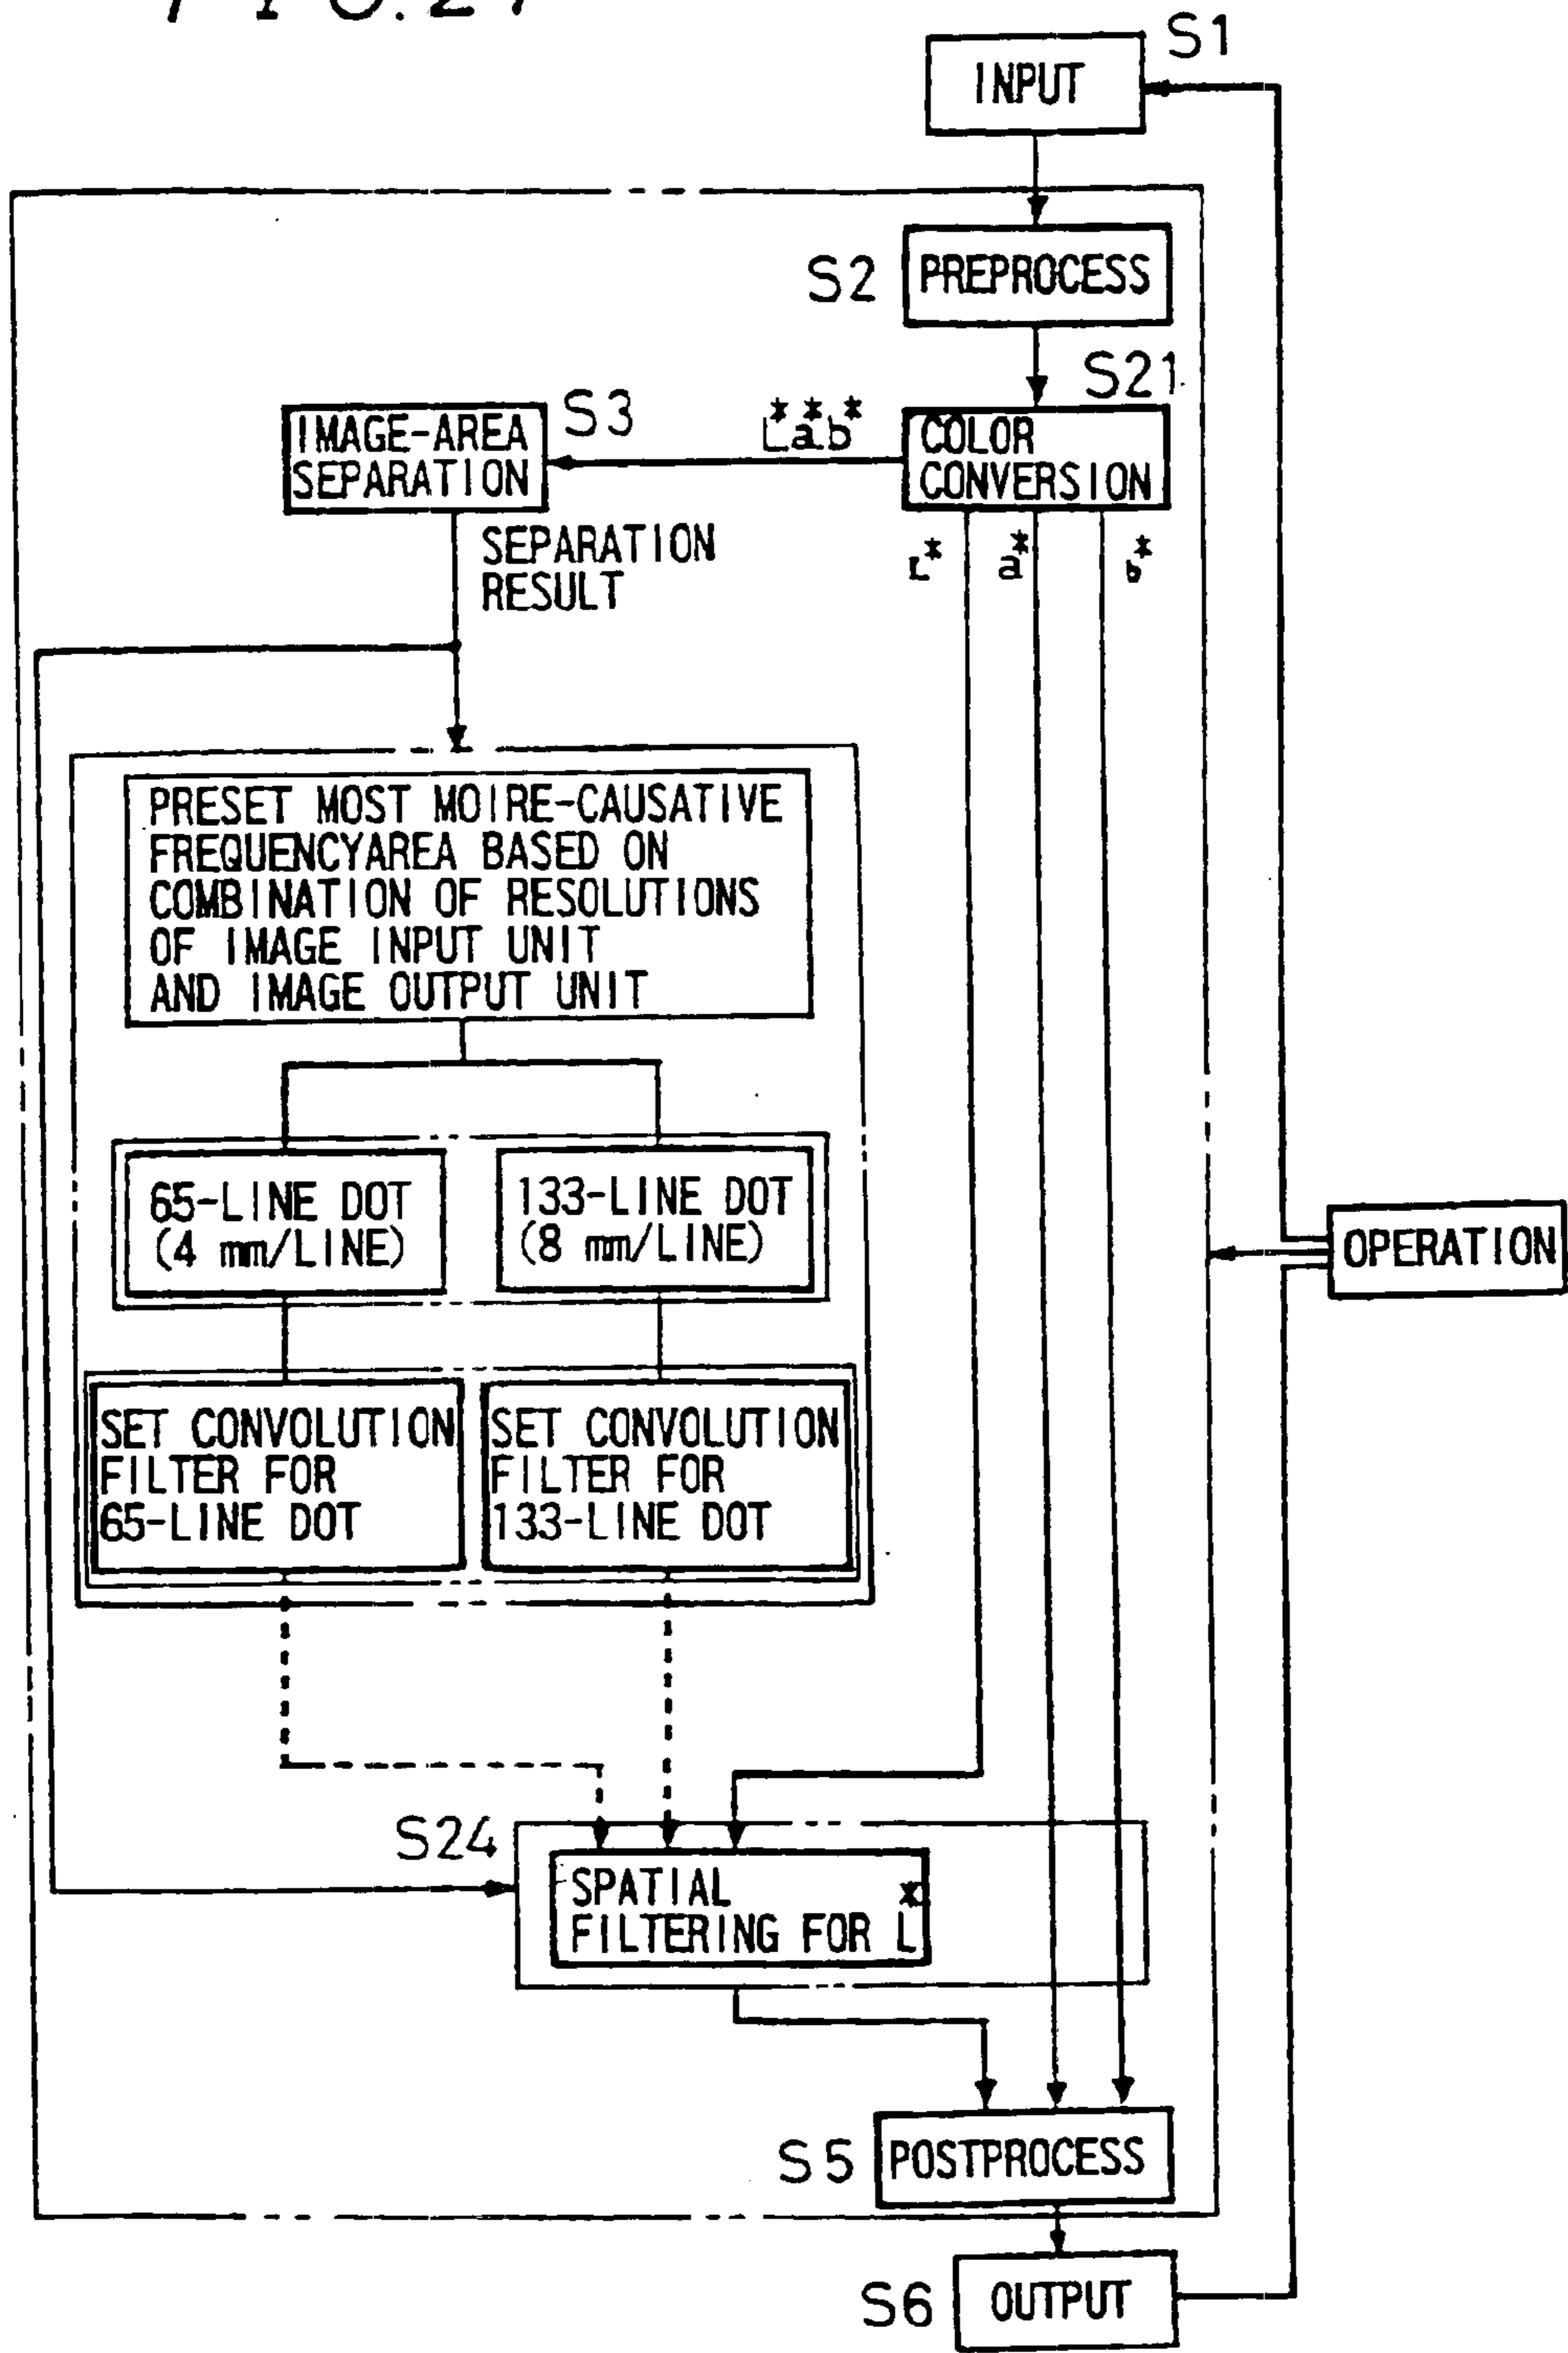 S1
INPUT
S2
PREPROCESS
S21
COLOR
CONVERSION
L*a*b*
S3
IMAGE-AREA
SEPARATION
SEPARATION
RESULT
L*
a*
b*
PRESET MOST MOIRE-CAUSATIVE
FREQUENCYAREA BASED ON
COMBINATION OF RESOLUTIONS
OF IMAGE INPUT UNIT
AND IMAGE OUTPUT UNIT
65-LINE DOT
(4 mm/LINE)
133-LINE DOT
(8 mm/LINE)
OPERATION
SET CONVOLUTION
FILTER FOR
65-LINE DOT
SET CONVOLUTION
FILTER FOR
133-LINE DOT
S24
SPATIAL
FILTERING FOR L*
S5
POSTPROCESS
S6
OUTPUT